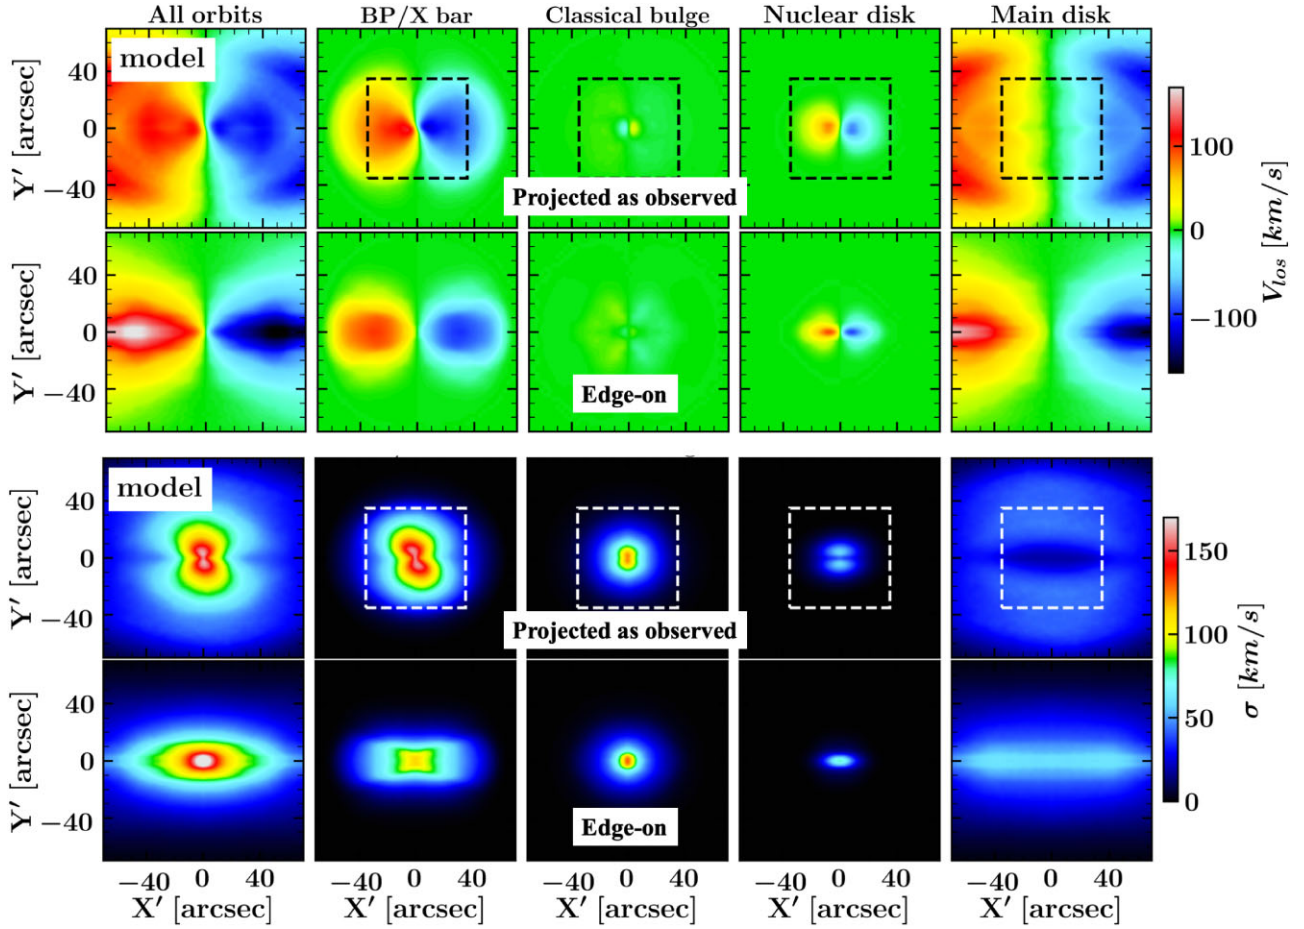 All orbits BP/X bar Classical bulge Nuclear disk Main disk
model
40
0
−40
Y′ [arcsec]
Projected as observed
40
0
−40
Y′ [arcsec]
Edge-on
100
0
−100
V_los [km/s]
model
40
0
−40
Y′ [arcsec]
Projected as observed
40
0
−40
Y′ [arcsec]
Edge-on
150
100
50
0
σ [km/s]
−40 0 40 −40 0 40 −40 0 40 −40 0 40 −40 0 40
X′ [arcsec] X′ [arcsec] X′ [arcsec] X′ [arcsec] X′ [arcsec]